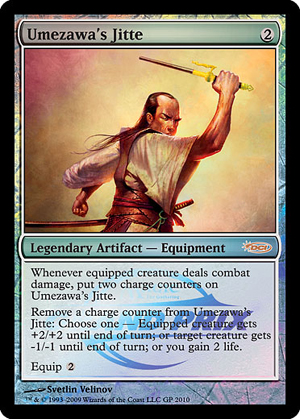 Umezawa's Jitte 2
Legendary Artifact — Equipment
DCI
Whenever equipped creature deals combat
damage, put two charge counters on
Umezawa's Jitte.
Remove a charge counter from Umezawa's
Jitte: Choose one — Equipped creature gets
+2/+2 until end of turn; or target creature gets
-1/-1 until end of turn; or you gain 2 life.
Equip 2
Svetlin Velinov
™ & © 1993-2009 Wizards of the Coast LLC GP 2010